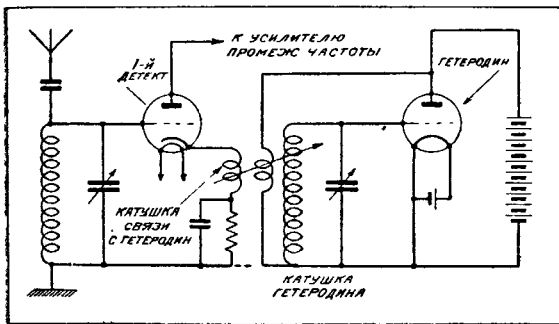 К УСИЛИТЕЛЮ
ПРОМЕЖ ЧАСТОТЫ
1-й
ДЕТЕКТ
ГЕТЕРОДИН
КАТУШКА
СВЯЗИ
С ГЕТЕРОДИН
КАТУШКА
ГЕТЕРОДИНА